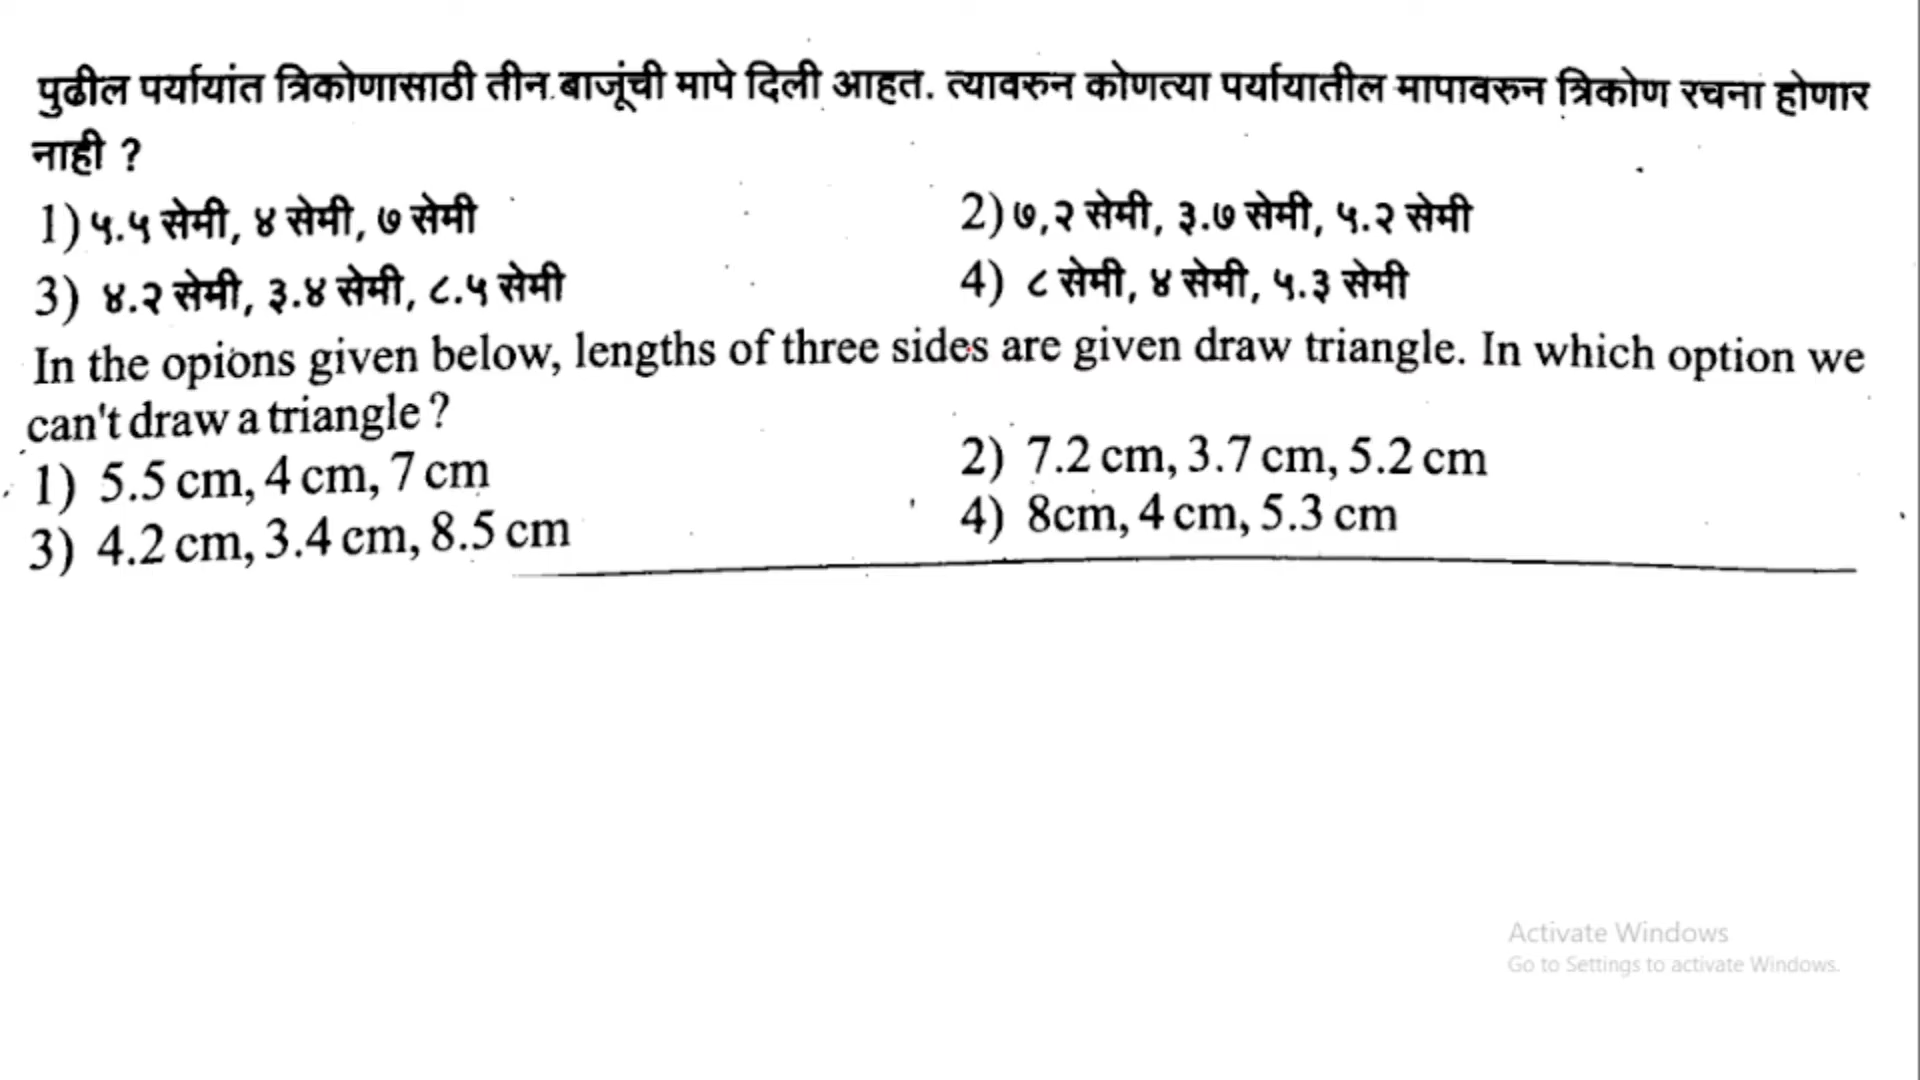 पुढील पर्यायांत त्रिकोणासाठी तीन बाजूंची मापे दिली आहत. त्यावरुन कोणत्या पर्यायातील मापावरुन त्रिकोण रचना होणार
नाही ?
1) ५.५ सेमी, ४ सेमी, ७ सेमी 2) ७,२ सेमी, ३.७ सेमी, ५.२ सेमी
3) ४.२ सेमी, ३.४ सेमी, ८.५ सेमी 4) ८ सेमी, ४ सेमी, ५.३ सेमी
In the opions given below, lengths of three sides are given draw triangle. In which option we
can't draw a triangle ?
1) 5.5 cm, 4 cm, 7 cm 2) 7.2 cm, 3.7 cm, 5.2 cm
3) 4.2 cm, 3.4 cm, 8.5 cm 4) 8cm, 4 cm, 5.3 cm
Activate Windows
Go to Settings to activate Windows.